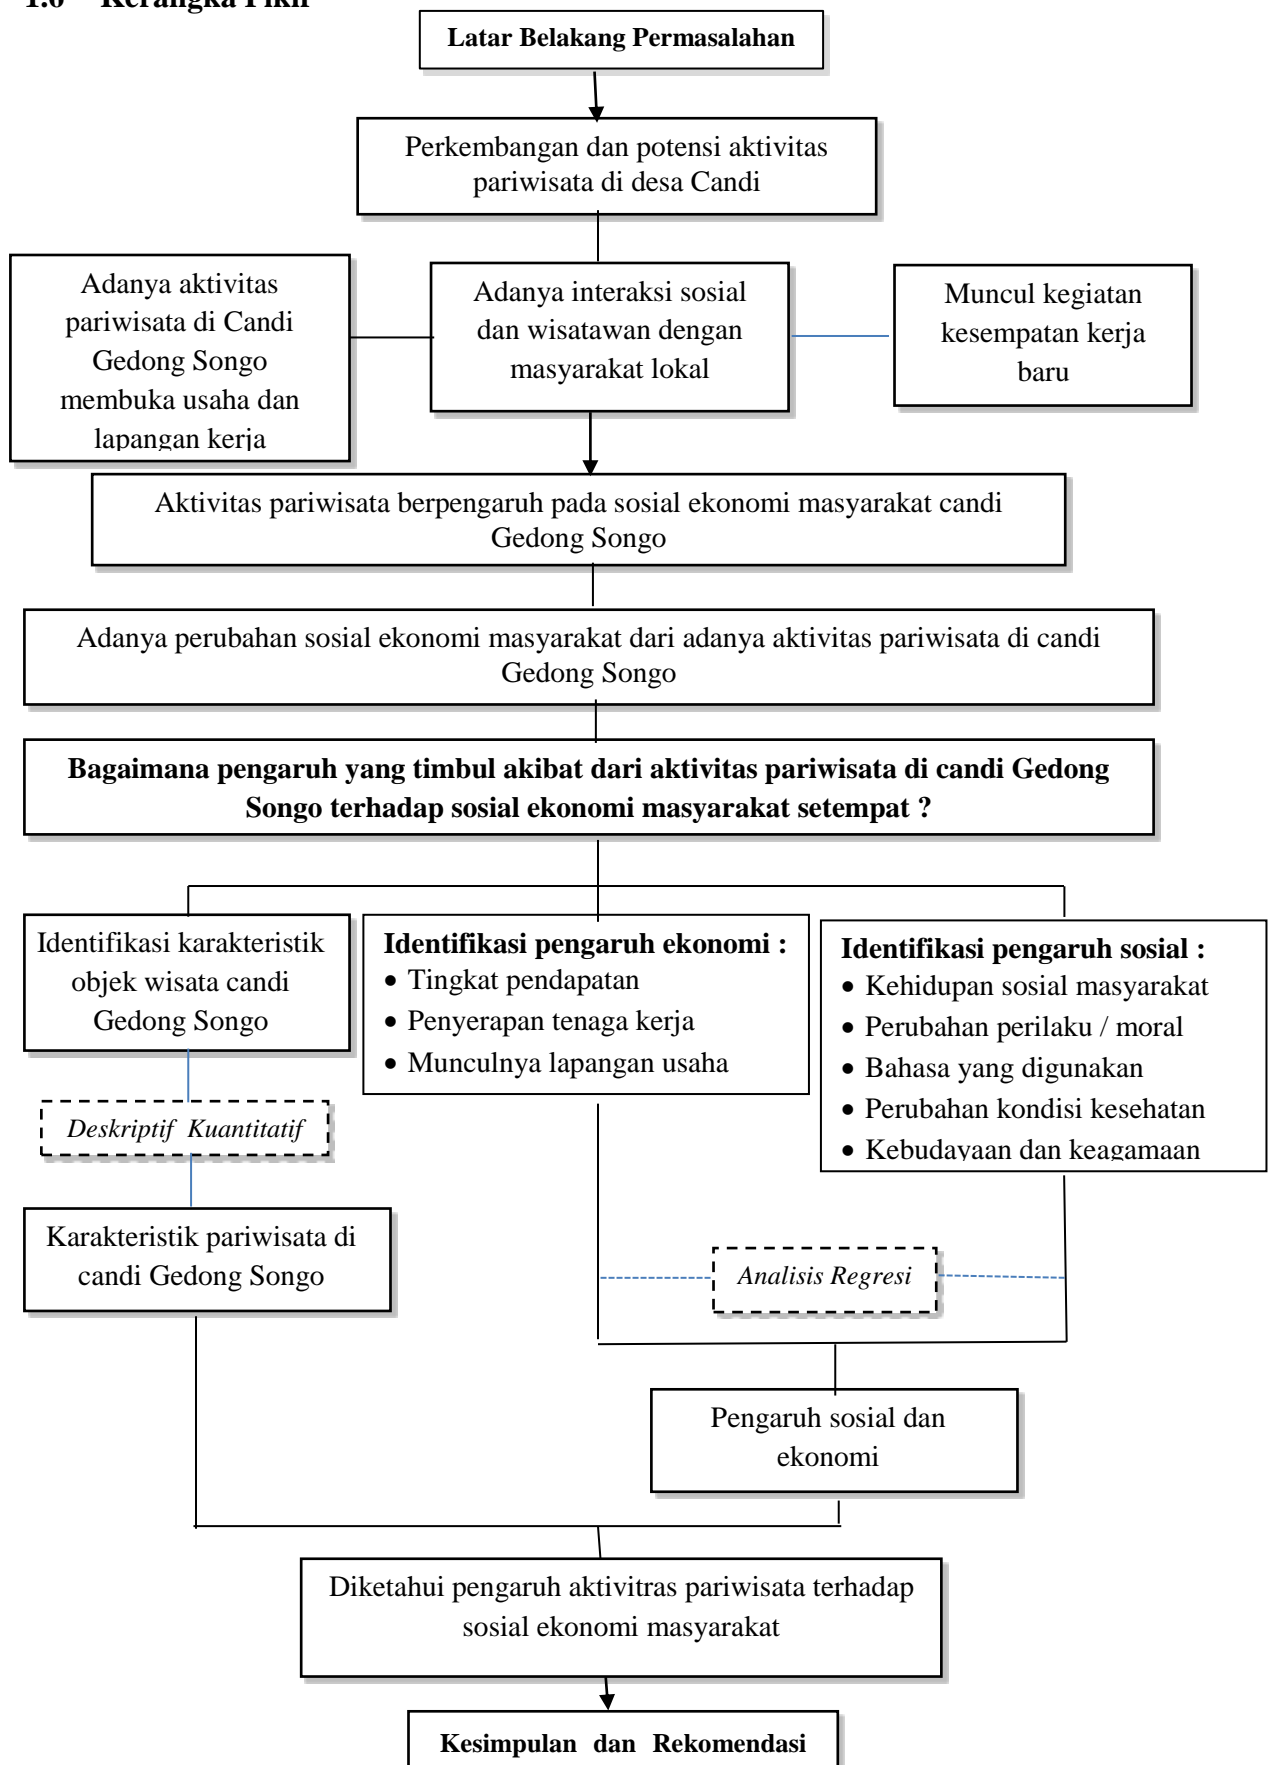 1.6 Kerangka Pikir
Latar Belakang Permasalahan
Perkembangan dan potensi aktivitas
pariwisata di desa Candi
Adanya aktivitas
pariwisata di Candi
Gedong Songo
membuka usaha dan
lapangan kerja
Adanya interaksi sosial
dan wisatawan dengan
masyarakat lokal
Muncul kegiatan
kesempatan kerja
baru
Aktivitas pariwisata berpengaruh pada sosial ekonomi masyarakat candi
Gedong Songo
Adanya perubahan sosial ekonomi masyarakat dari adanya aktivitas pariwisata di candi
Gedong Songo
Bagaimana pengaruh yang timbul akibat dari aktivitas pariwisata di candi Gedong
Songo terhadap sosial ekonomi masyarakat setempat ?
Identifikasi karakteristik
objek wisata candi
Gedong Songo
Identifikasi pengaruh ekonomi :
• Tingkat pendapatan
• Penyerapan tenaga kerja
• Munculnya lapangan usaha
Identifikasi pengaruh sosial :
• Kehidupan sosial masyarakat
• Perubahan perilaku / moral
• Bahasa yang digunakan
• Perubahan kondisi kesehatan
• Kebudayaan dan keagamaan
Deskriptif Kuantitatif
Karakteristik pariwisata di
candi Gedong Songo
Analisis Regresi
Pengaruh sosial dan
ekonomi
Diketahui pengaruh aktivitras pariwisata terhadap
sosial ekonomi masyarakat
Kesimpulan dan Rekomendasi